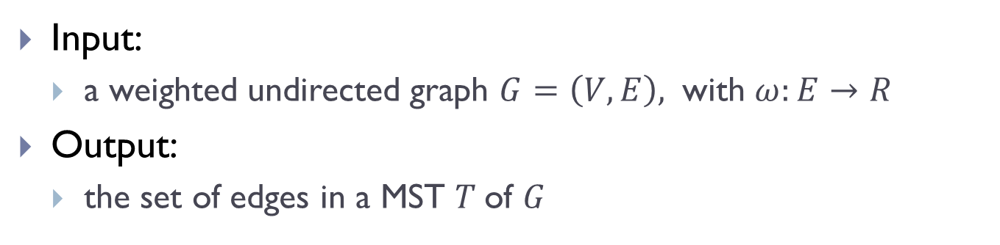 Input:
a weighted undirected graph G = (V, E), with ω: E → R
Output:
the set of edges in a MST T of G